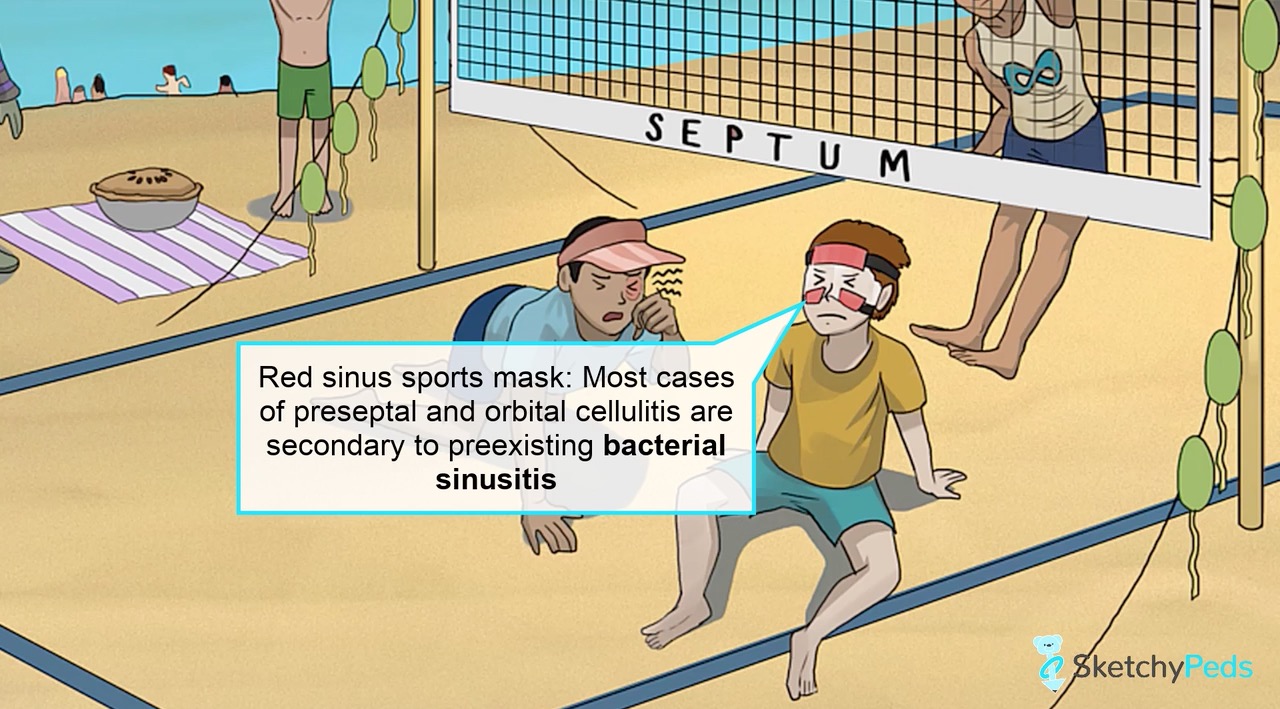 SEPTUM
Red sinus sports mask: Most cases
of preseptal and orbital cellulitis are
secondary to preexisting bacterial
sinusitis
SketchyPeds